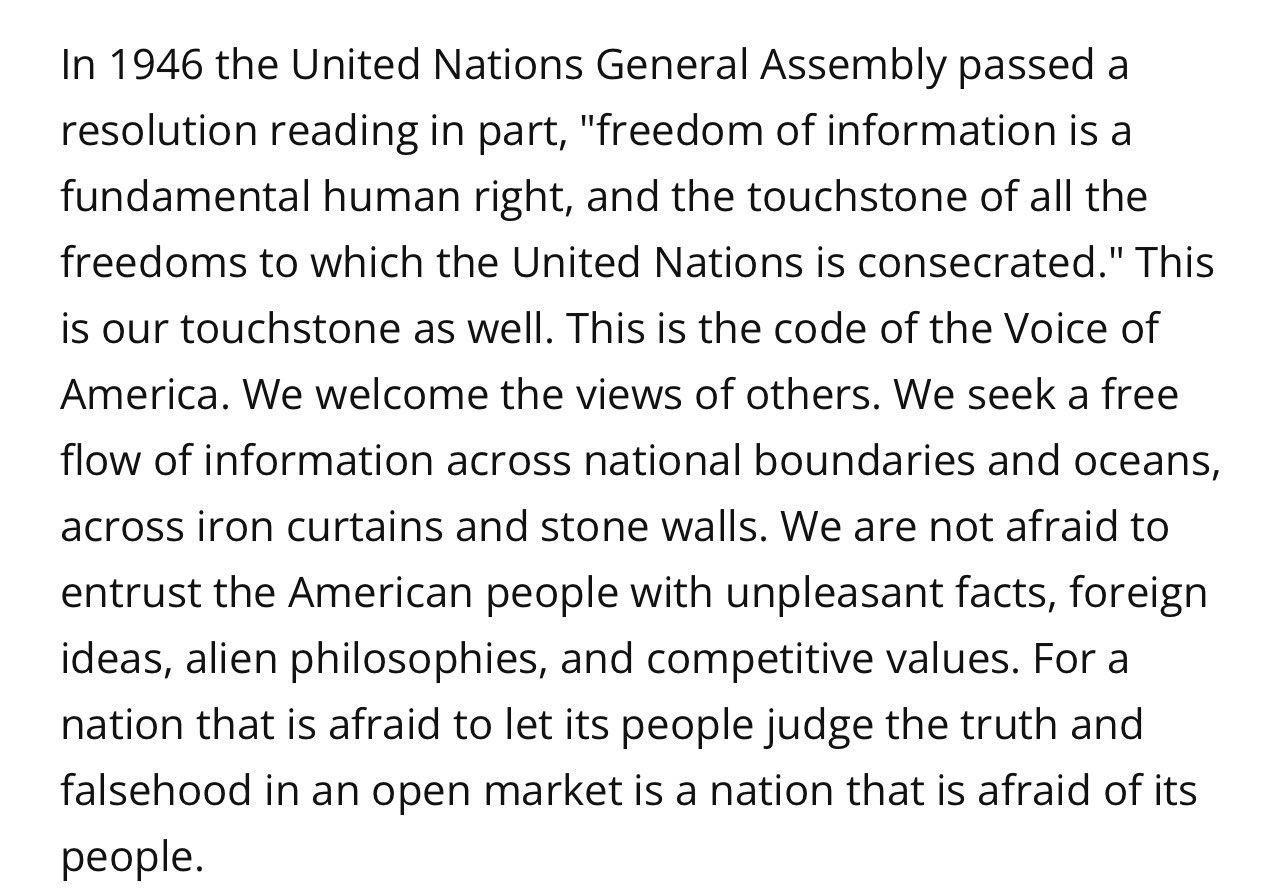 In 1946 the United Nations General Assembly passed a
resolution reading in part, "freedom of information is a
fundamental human right, and the touchstone of all the
freedoms to which the United Nations is consecrated." This
is our touchstone as well. This is the code of the Voice of
America. We welcome the views of others. We seek a free
flow of information across national boundaries and oceans,
across iron curtains and stone walls. We are not afraid to
entrust the American people with unpleasant facts, foreign
ideas, alien philosophies, and competitive values. For a
nation that is afraid to let its people judge the truth and
falsehood in an open market is a nation that is afraid of its
people.